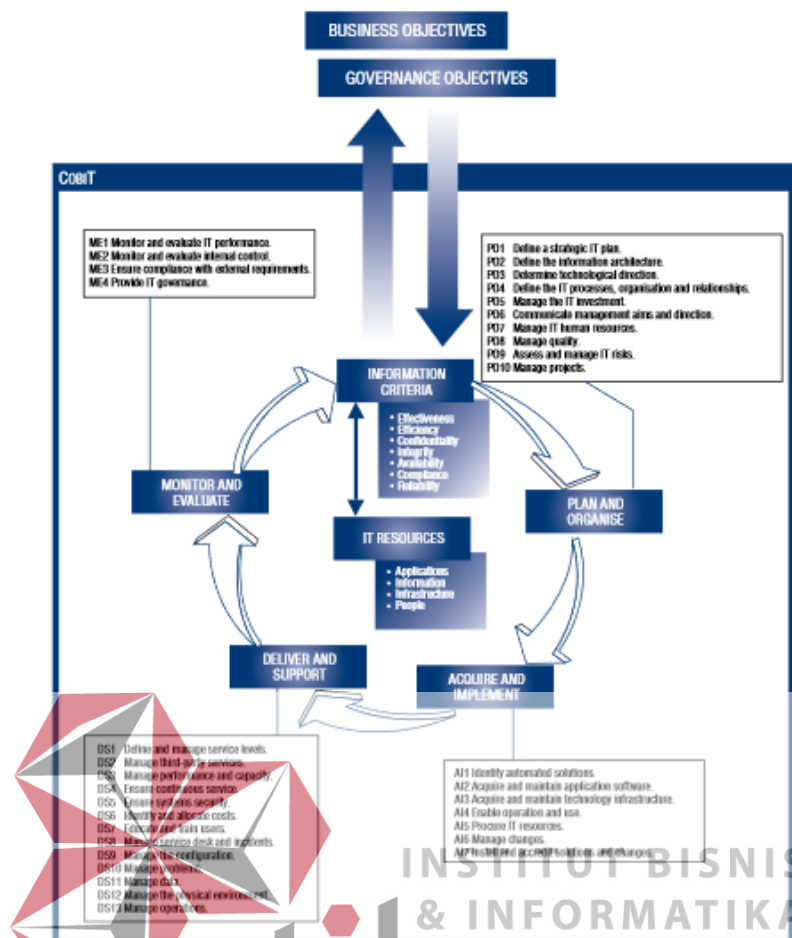 BUSINESS OBJECTIVES
GOVERNANCE OBJECTIVES
COBIT
ME1 Monitor and evaluate IT performance.
ME2 Monitor and evaluate internal control.
ME3 Ensure compliance with external requirements.
ME4 Provide IT governance.
PO1 Define a strategic IT plan.
PO2 Define the information architecture.
PO3 Determine technological direction.
PO4 Define the IT processes, organisation and relationships.
PO5 Manage the IT investment.
PO6 Communicate management aims and direction.
PO7 Manage IT human resources.
PO8 Manage quality.
PO9 Assess and manage IT risks.
PO10 Manage projects.
INFORMATION
CRITERIA
• Effectiveness
• Efficiency
• Confidentiality
• Integrity
• Availability
• Compliance
• Reliability
MONITOR AND
EVALUATE
PLAN AND
ORGANISE
IT RESOURCES
• Applications
• Information
• Infrastructure
• People
DELIVER AND
SUPPORT
ACQUIRE AND
IMPLEMENT
DS1 Define and manage service levels.
DS2 Manage third-party services.
DS3 Manage performance and capacity.
DS4 Ensure continuous service.
DS5 Ensure systems security.
DS6 Identify and allocate costs.
DS7 Educate and train users.
DS8 Manage service desk and incidents.
DS9 Manage the configuration.
DS10 Manage problems.
DS11 Manage data.
DS12 Manage the physical environment.
DS13 Manage operations.
AI1 Identify automated solutions.
AI2 Acquire and maintain application software.
AI3 Acquire and maintain technology infrastructure.
AI4 Enable operation and use.
AI5 Procure IT resources.
AI6 Manage changes.
AI7 Install and accredit solutions and changes.
INSTITUT BISNIS
& INFORMATIKA